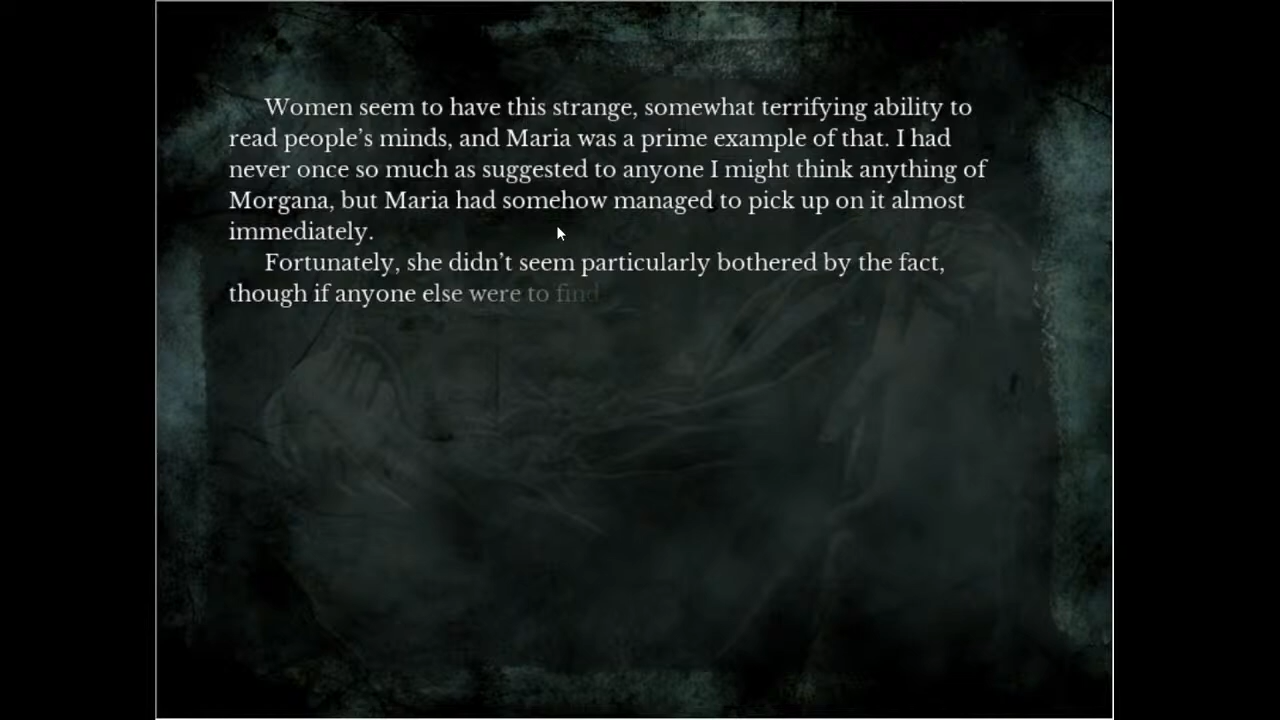 Women seem to have this strange, somewhat terrifying ability to
read people’s minds, and Maria was a prime example of that. I had
never once so much as suggested to anyone I might think anything of
Morgana, but Maria had somehow managed to pick up on it almost
immediately.
Fortunately, she didn’t seem particularly bothered by the fact,
though if anyone else were to find